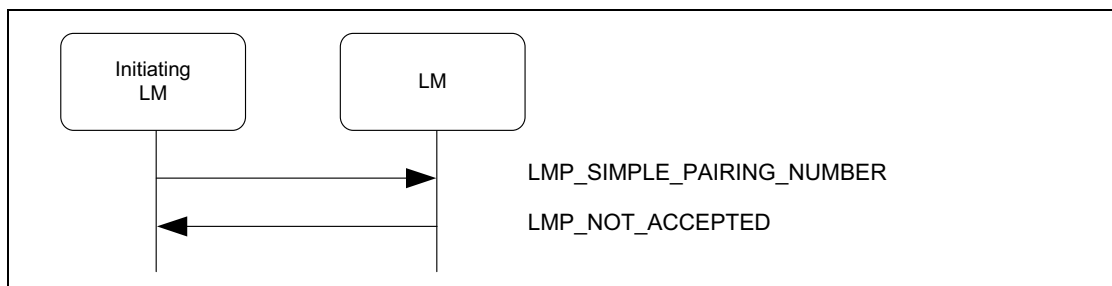 Initiating
LM
LM
LMP_SIMPLE_PAIRING_NUMBER
LMP_NOT_ACCEPTED